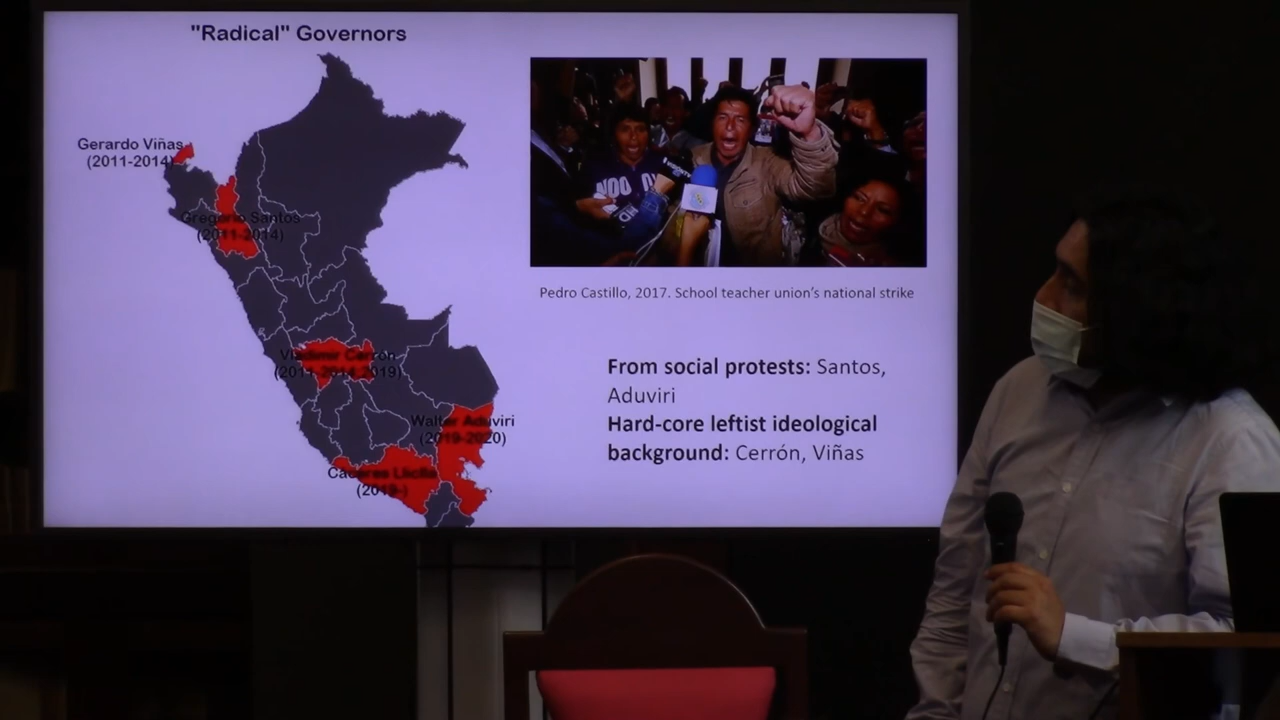 "Radical" Governors
Gerardo Viñas
(2011-2014)
Gregorio Santos
(2011-2014)
Vladimir Cerrón
(2011-2014,2019)
Walter Aduviri
(2019-2020)
Cáceres Lliclla
(2019-)
Pedro Castillo, 2017. School teacher union's national strike
From social protests: Santos,
Aduviri
Hard-core leftist ideological
background: Cerrón, Viñas